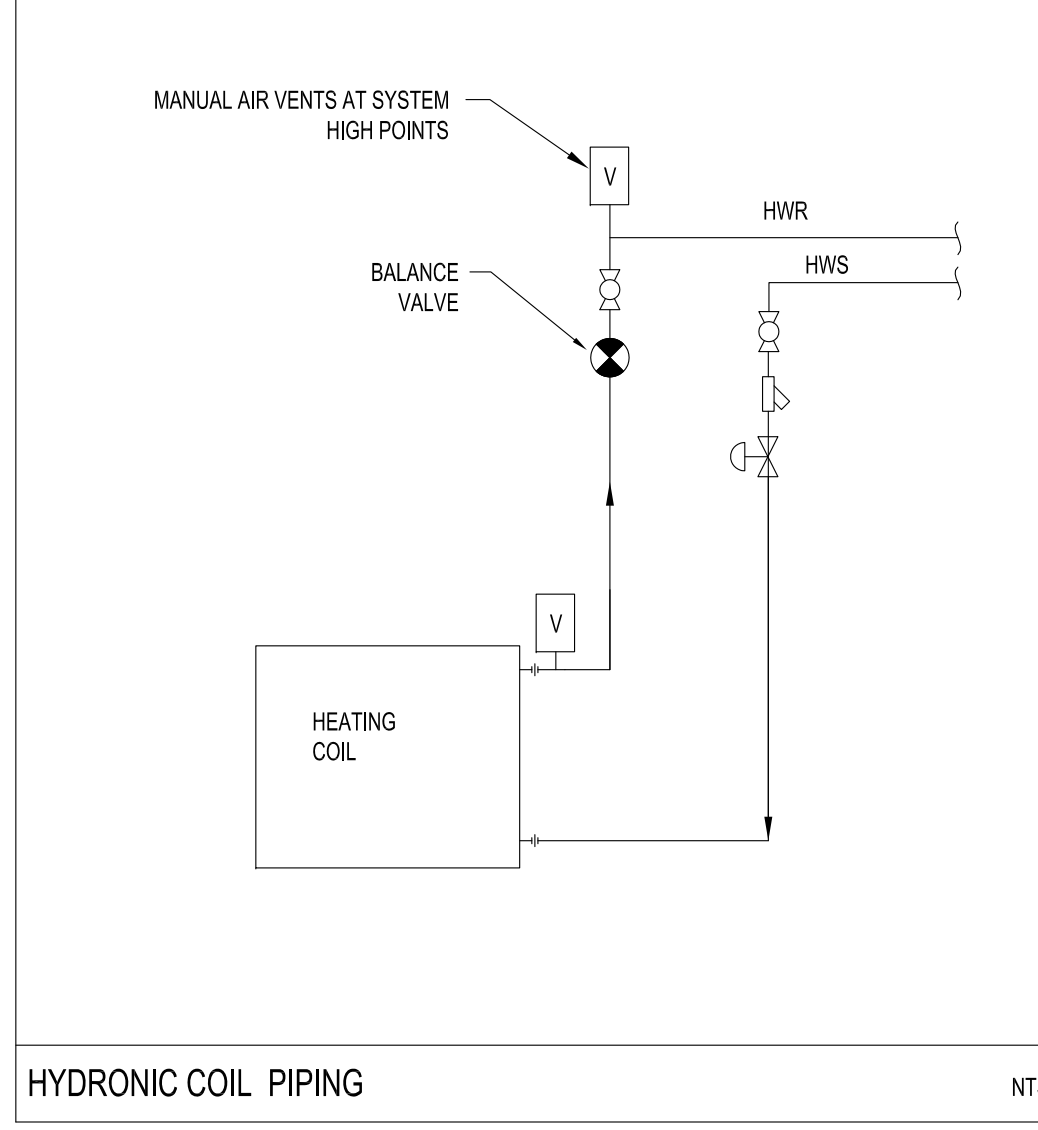 MANUAL AIR VENTS AT SYSTEM
HIGH POINTS
V
HWR
HWS
BALANCE
VALVE
V
HEATING
COIL
HYDRONIC COIL PIPING